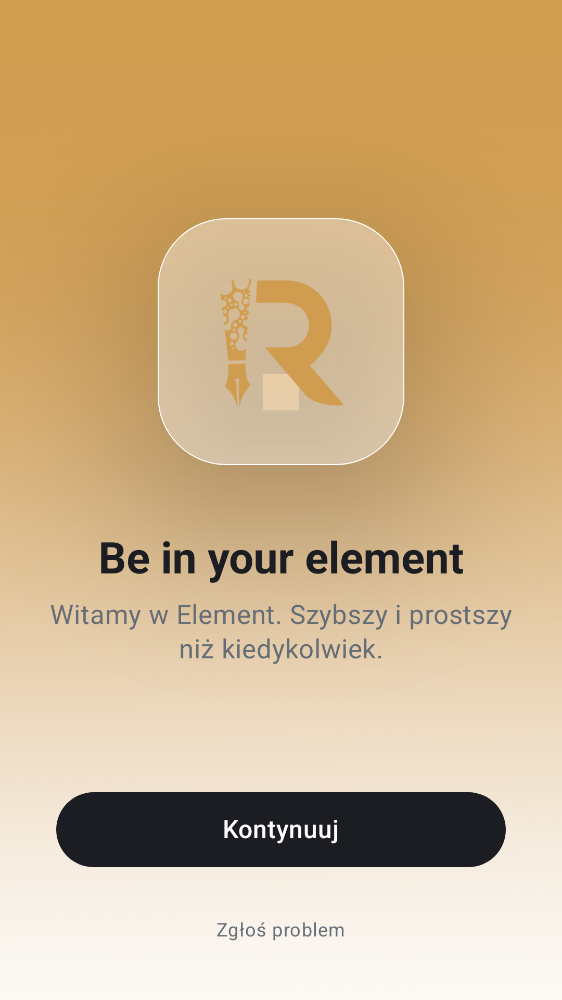 R
Be in your element
Witamy w Element. Szybszy i prostszy
niż kiedykolwiek.
Kontynuuj
Zgłoś problem